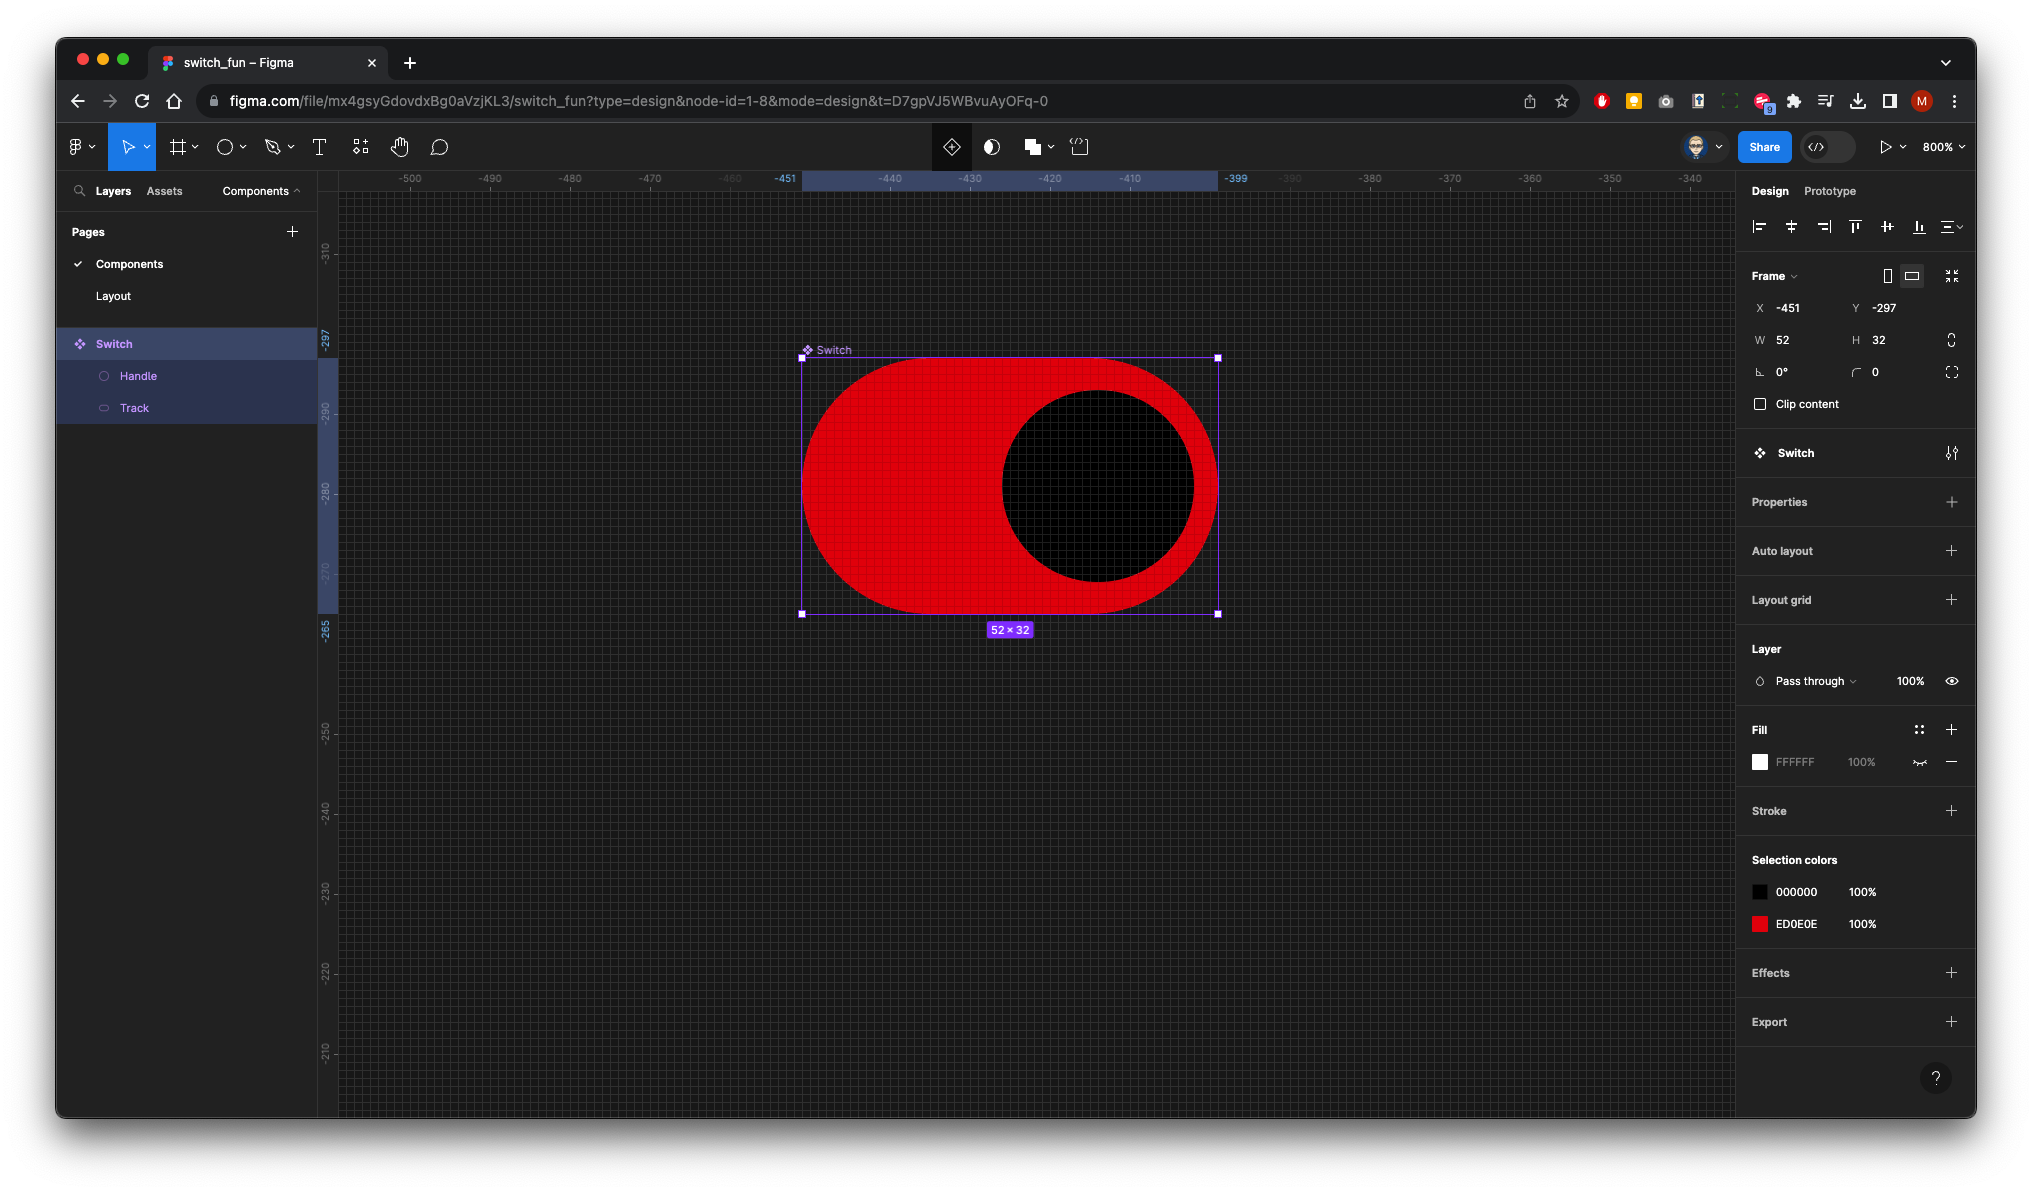 switch_fun – Figma
figma.com/file/mx4gsyGdovdxBg0aVzjKL3/switch_fun?type=design&node-id=1-8&mode=design&t=D7gpVJ5WBvuAyOFq-0
9
M
Share
800%
Layers
Assets
Components
-500
-490
-480
-470
-460
-451
-440
-430
-420
-410
-399
-390
-380
-370
-360
-350
-340
Design
Prototype
Pages
Components
Layout
Switch
Handle
Track
-310
-297
-290
-280
-270
-265
-250
-240
-230
-220
-210
Switch
52 × 32
Frame
X -451
Y -297
W 52
H 32
0°
0
Clip content
Switch
Properties
Auto layout
Layout grid
Layer
Pass through
100%
Fill
FFFFFF
100%
Stroke
Selection colors
000000
100%
ED0E0E
100%
Effects
Export
?